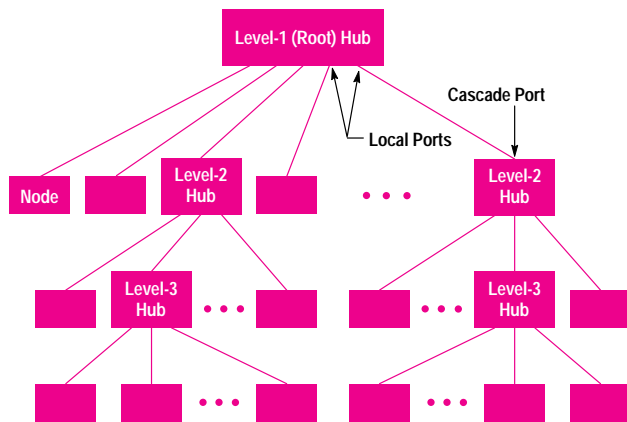 Level-1 (Root) Hub
Cascade Port
Local Ports
Node
Level-2
Hub
Level-2
Hub
Level-3
Hub
Level-3
Hub